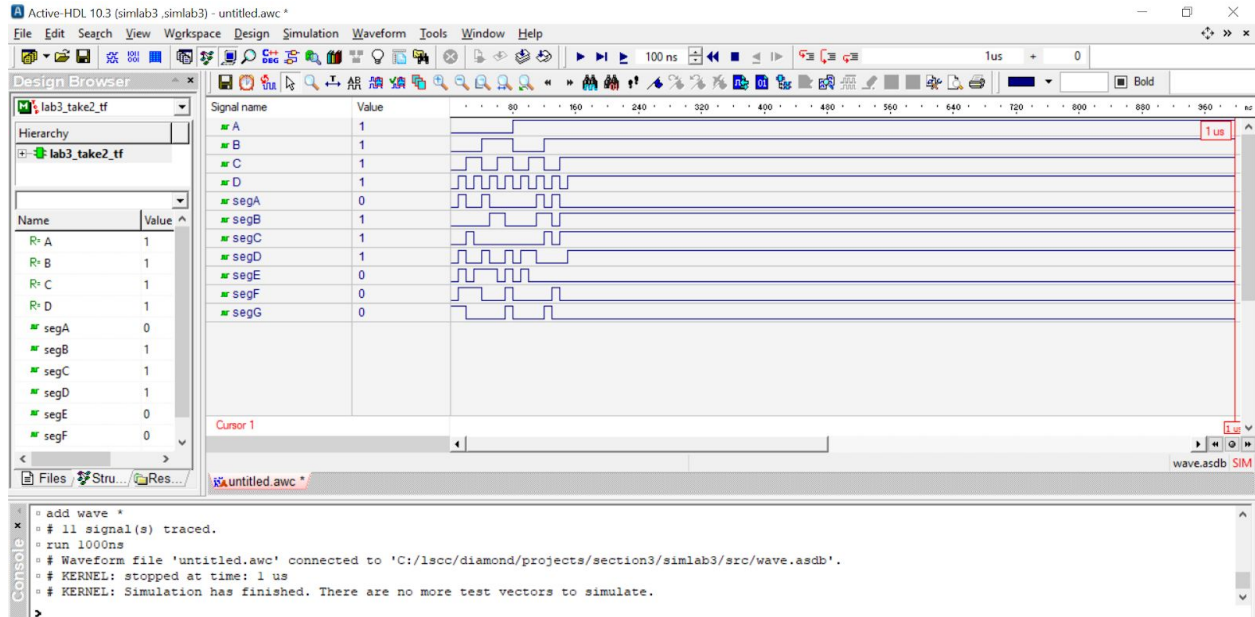 Active-HDL 10.3 (simlab3 ,simlab3) - untitled.awc *
File Edit Search View Workspace Design Simulation Waveform Tools Window Help
100 ns 1us + 0
Design Browser
Bold
lab3_take2_tf
Hierarchy
lab3_take2_tf
Name Value
A 1
B 1
C 1
D 1
segA 0
segB 1
segC 1
segD 1
segE 0
segF 0
Files Stru... Res...
Signal name Value 80 160 240 320 400 480 560 640 720 800 880 960 ns
A 1
1 us
B 1
C 1
D 1
segA 0
segB 1
segC 1
segD 1
segE 0
segF 0
segG 0
Cursor 1
wave.asdb SIM
untitled.awc *
Console
add wave *
# 11 signal(s) traced.
run 1000ns
# Waveform file 'untitled.awc' connected to 'C:/lscc/diamond/projects/section3/simlab3/src/wave.asdb'.
# KERNEL: stopped at time: 1 us
# KERNEL: Simulation has finished. There are no more test vectors to simulate.
>